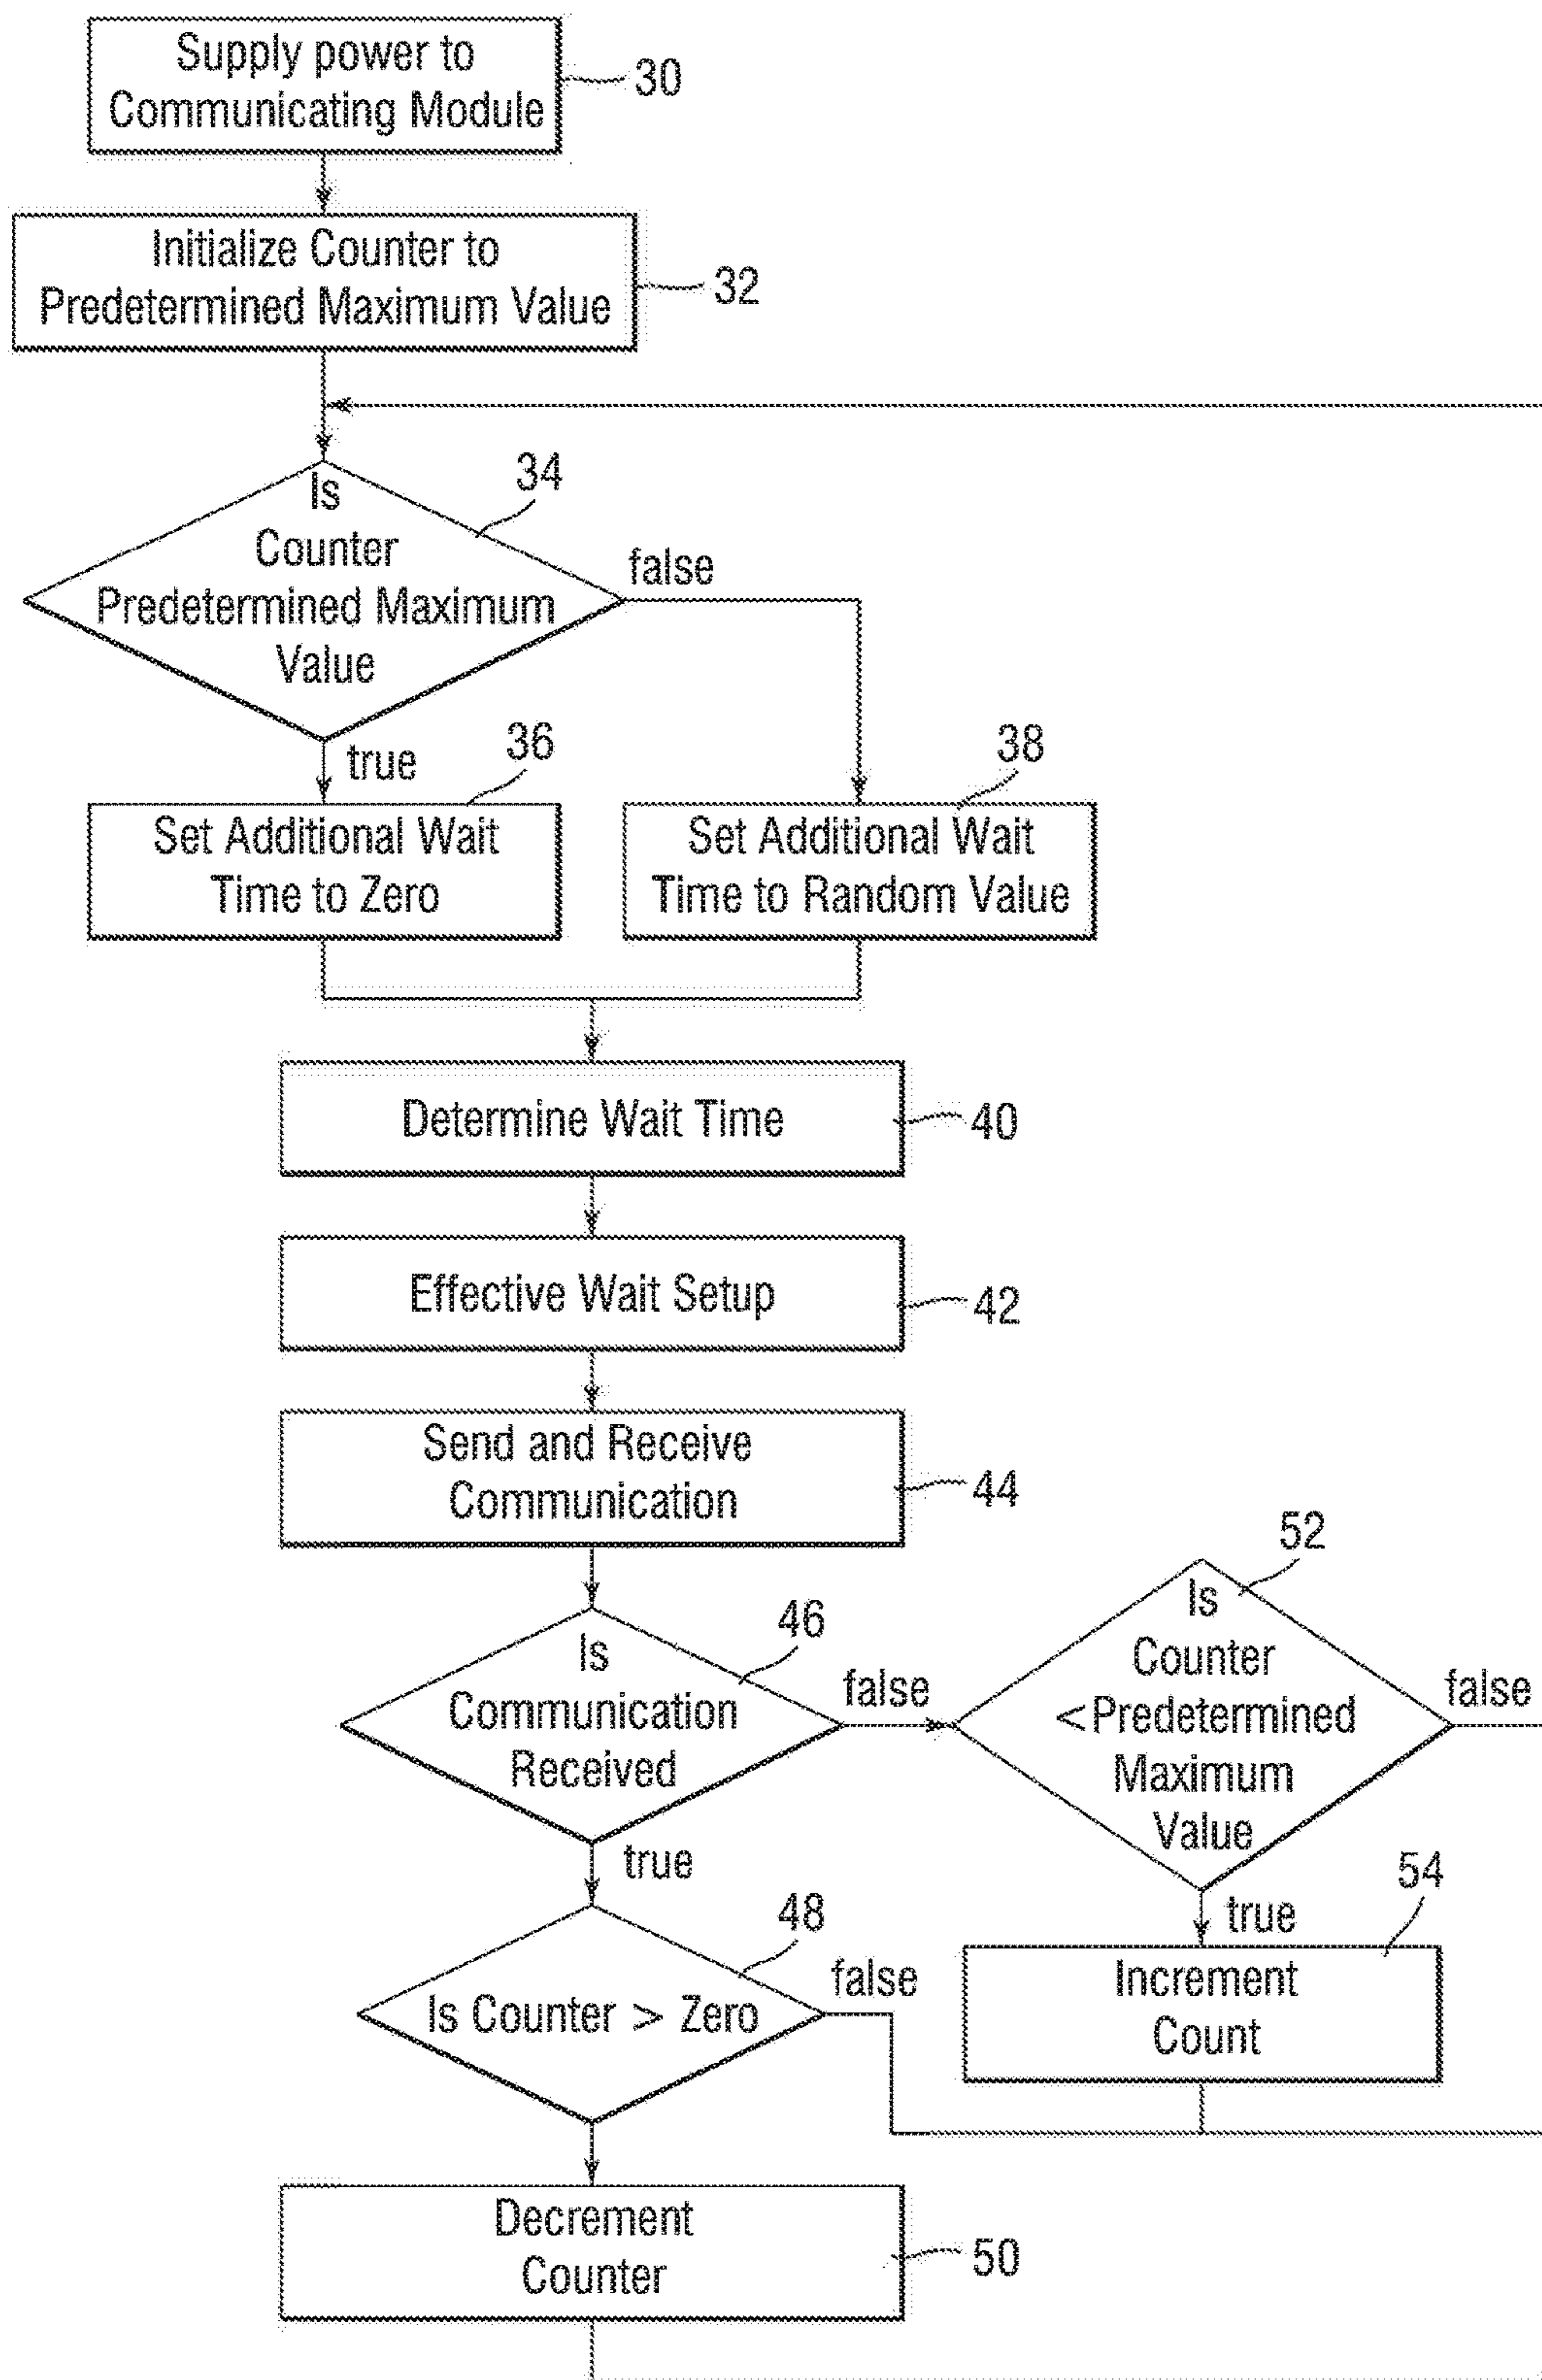 Supply power to
Communicating Module
30
Initialize Counter to
Predetermined Maximum Value
32
34
Is
Counter
Predetermined Maximum
Value
false
true
36
38
Set Additional Wait
Time to Zero
Set Additional Wait
Time to Random Value
Determine Wait Time
40
Effective Wait Setup
42
Send and Receive
Communication
44
46
Is
Communication
Received
false
true
52
Is
Counter
<Predetermined
Maximum
Value
false
true
54
Increment
Count
48
Is Counter > Zero
false
Decrement
Counter
50